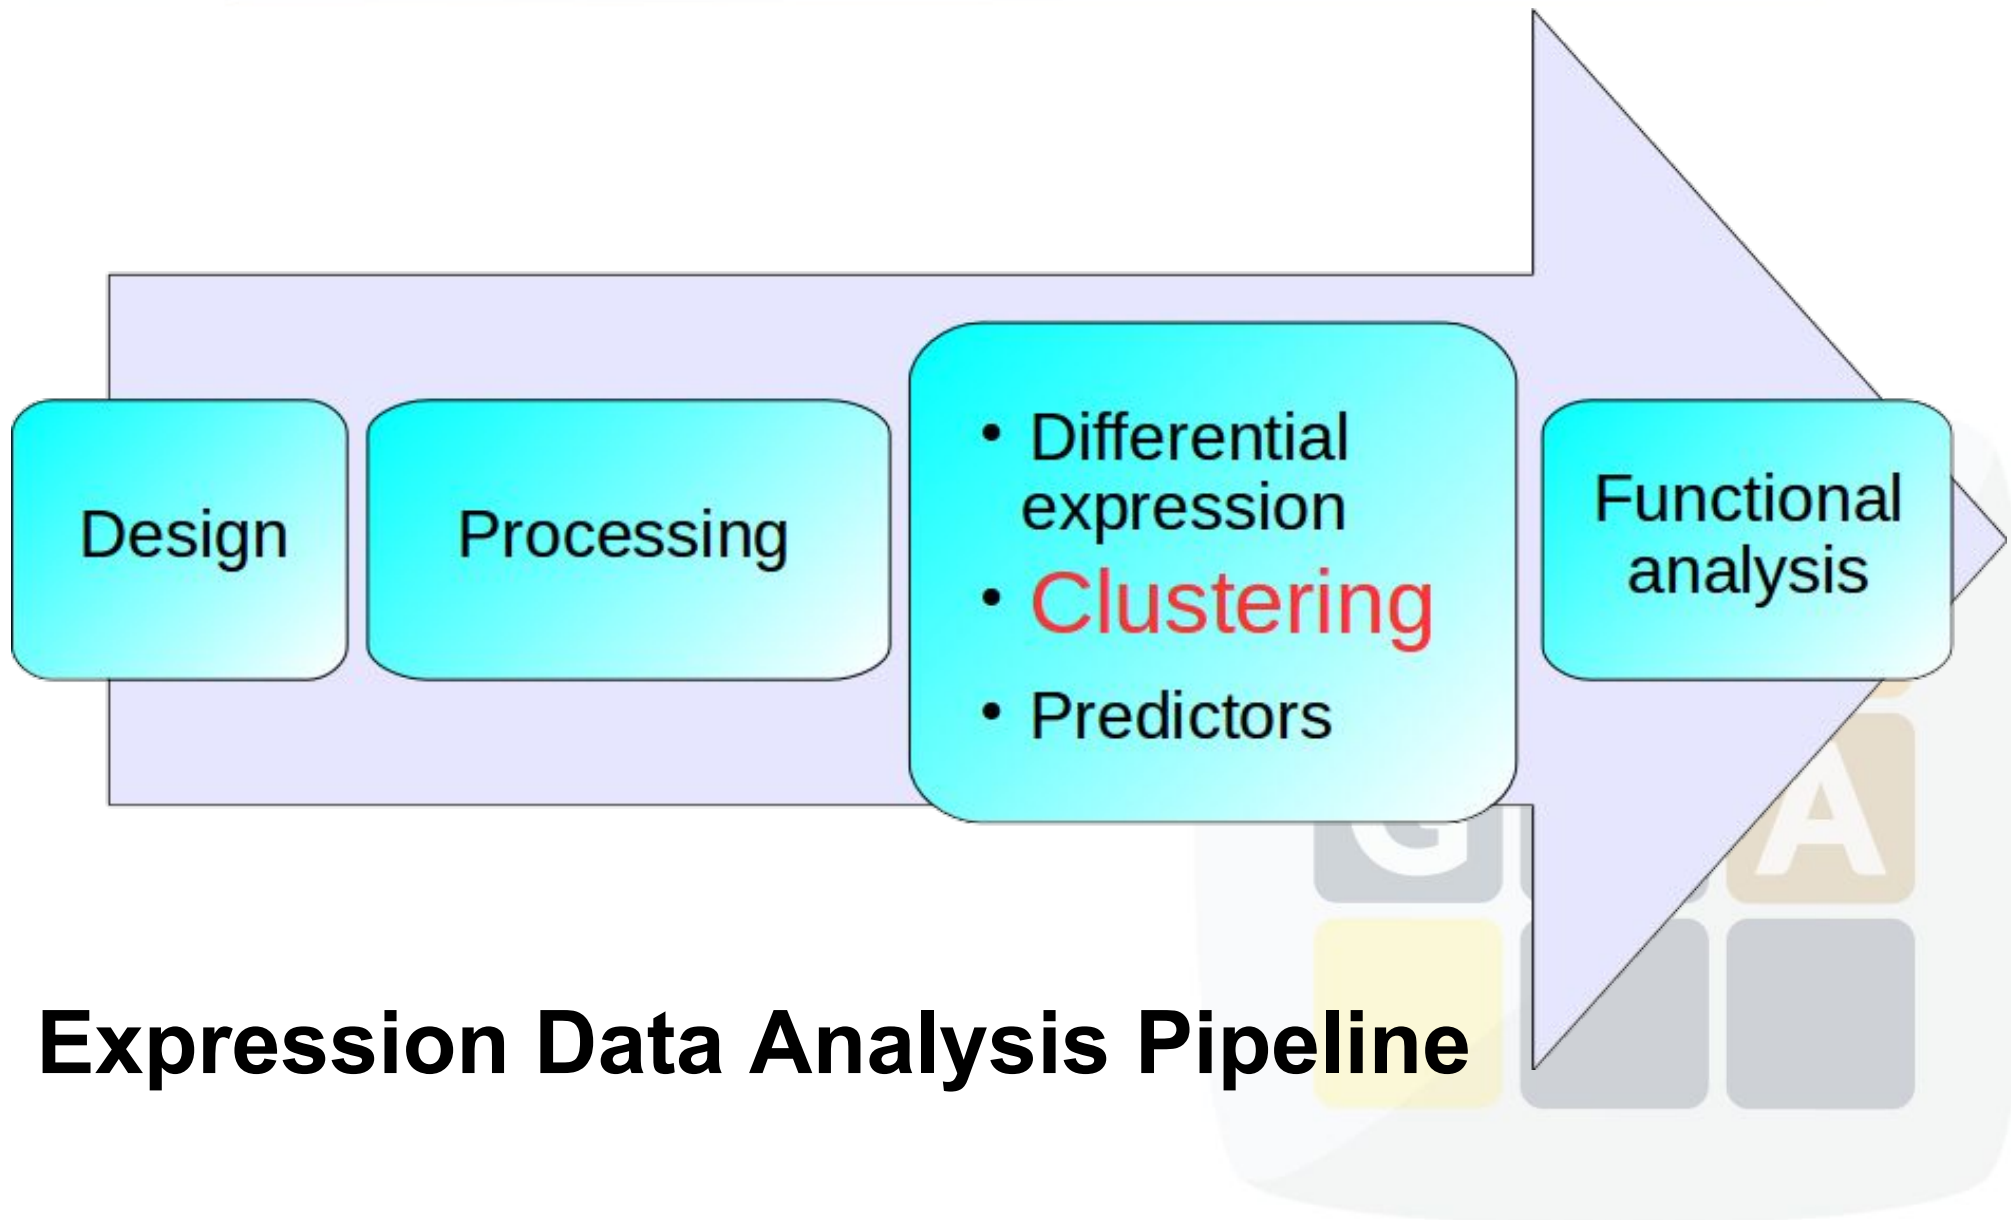 Design
Processing
• Differential
expression
• Clustering
• Predictors
Functional
analysis
G
A
Expression Data Analysis Pipeline